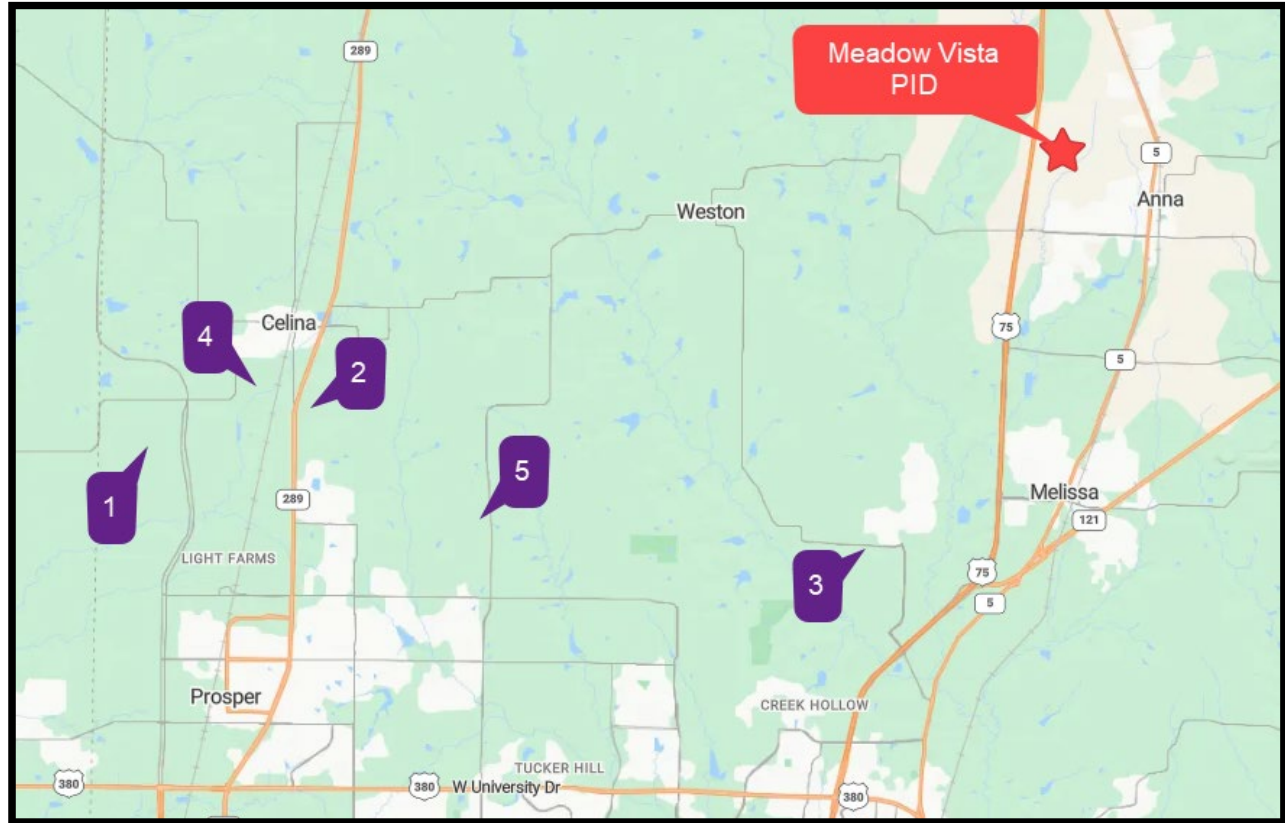 289
Meadow Vista
PID
5
Anna
Weston
Celina
4
2
75
5
5
1
289
Melissa
121
LIGHT FARMS
3
75
5
Prosper
CREEK HOLLOW
TUCKER HILL
380
380
W University Dr
380